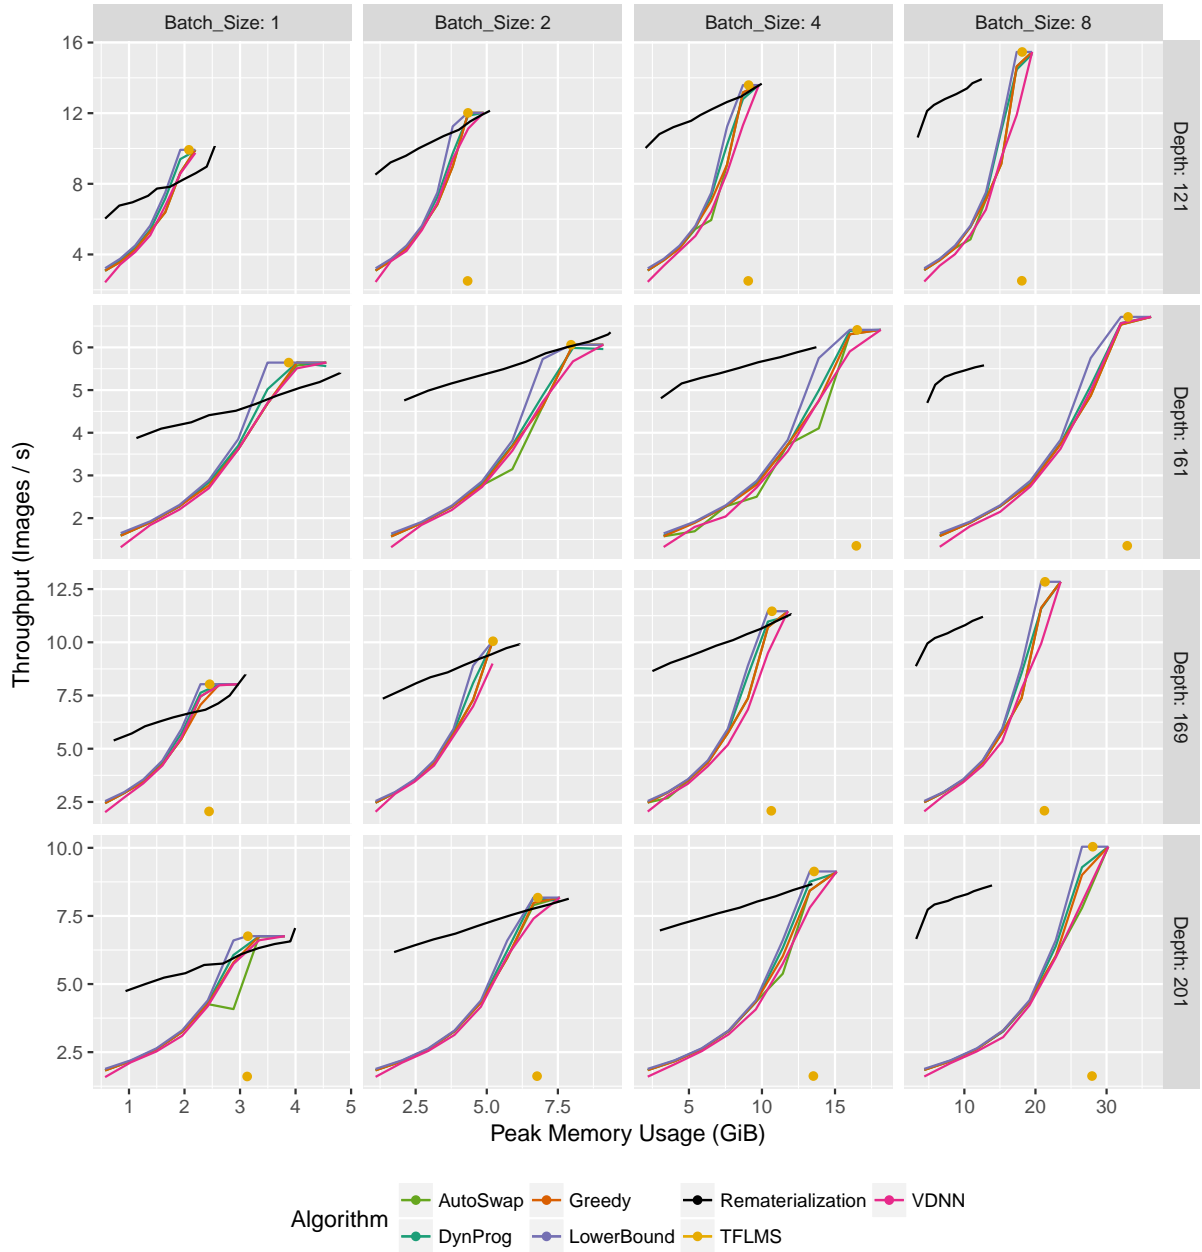 Batch_Size: 1 Batch_Size: 2 Batch_Size: 4 Batch_Size: 8
16
12
8
4
Depth: 121
6
5
4
3
2
Depth: 161
12.5
10.0
7.5
5.0
2.5
Depth: 169
10.0
7.5
5.0
2.5
Depth: 201
Throughput (Images / s)
1 2 3 4 5 2.5 5.0 7.5 5 10 15 10 20 30
Peak Memory Usage (GiB)
Algorithm
AutoSwap Greedy Rematerialization VDNN
DynProg LowerBound TFLMS